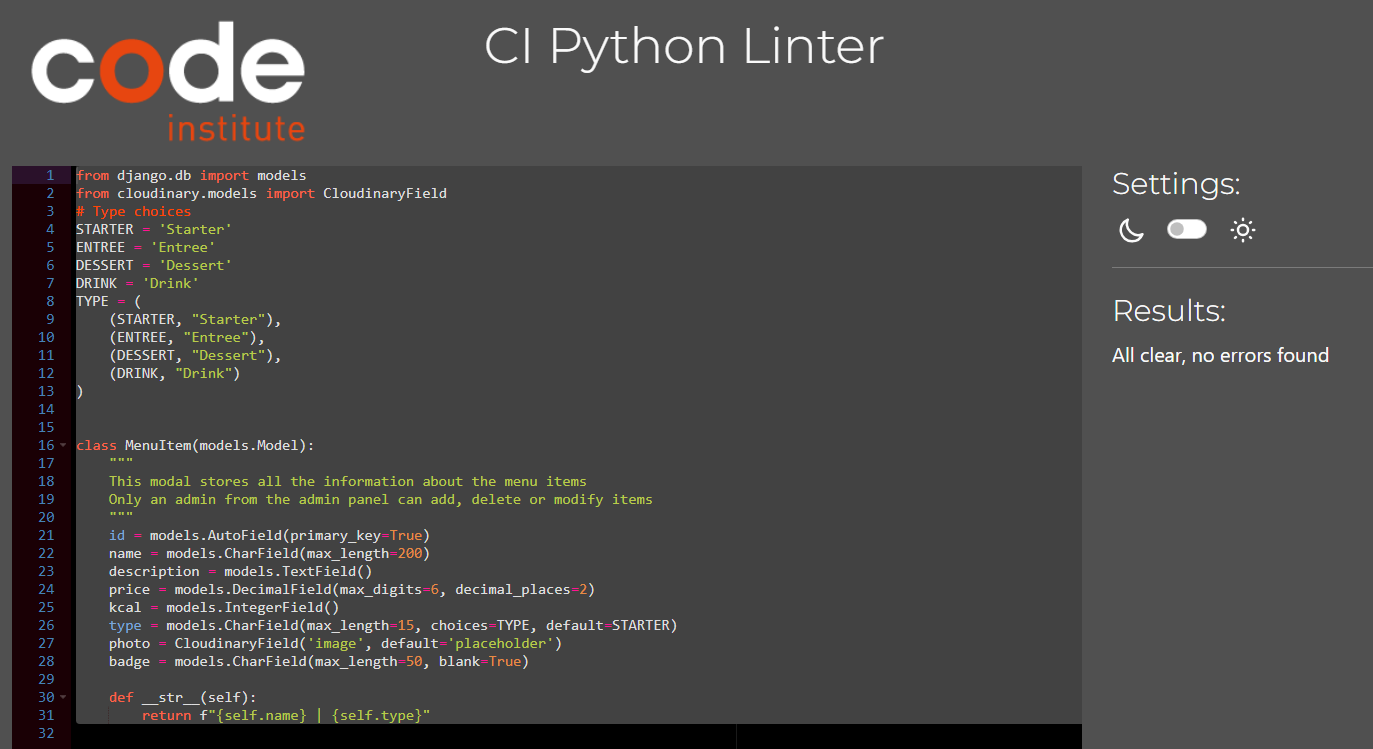 code
institute
CI Python Linter
1 from django.db import models
2 from cloudinary.models import CloudinaryField
3 # Type choices
4 STARTER = 'Starter'
5 ENTREE = 'Entree'
6 DESSERT = 'Dessert'
7 DRINK = 'Drink'
8 TYPE = (
9     (STARTER, "Starter"),
10     (ENTREE, "Entree"),
11     (DESSERT, "Dessert"),
12     (DRINK, "Drink")
13 )
14
15
16 class MenuItem(models.Model):
17     """
18     This modal stores all the information about the menu items
19     Only an admin from the admin panel can add, delete or modify items
20     """
21     id = models.AutoField(primary_key=True)
22     name = models.CharField(max_length=200)
23     description = models.TextField()
24     price = models.DecimalField(max_digits=6, decimal_places=2)
25     kcal = models.IntegerField()
26     type = models.CharField(max_length=15, choices=TYPE, default=STARTER)
27     photo = CloudinaryField('image', default='placeholder')
28     badge = models.CharField(max_length=50, blank=True)
29
30     def __str__(self):
31         return f"{self.name} | {self.type}"
32
Settings:
Results:
All clear, no errors found